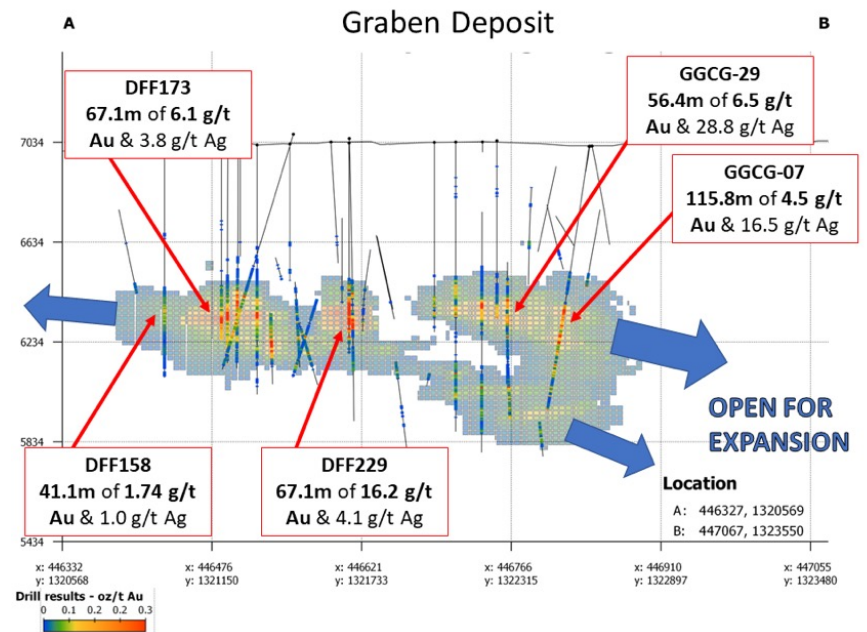 A
Graben Deposit
B
DFF173
67.1m of 6.1 g/t
Au & 3.8 g/t Ag
GGCG-29
56.4m of 6.5 g/t
Au & 28.8 g/t Ag
GGCG-07
115.8m of 4.5 g/t
Au & 16.5 g/t Ag
7034
6634
6234
5834
5434
OPEN FOR
EXPANSION
DFF158
41.1m of 1.74 g/t
Au & 1.0 g/t Ag
DFF229
67.1m of 16.2 g/t
Au & 4.1 g/t Ag
Location
A: 446327, 1320569
B: 447067, 1323550
x: 446332
y: 1320568
x: 446476
y: 1321150
x: 446621
y: 1321733
x: 446766
y: 1322315
x: 446910
y: 1322897
x: 447055
y: 1323480
Drill results - oz/t Au
0 0.1 0.2 0.3